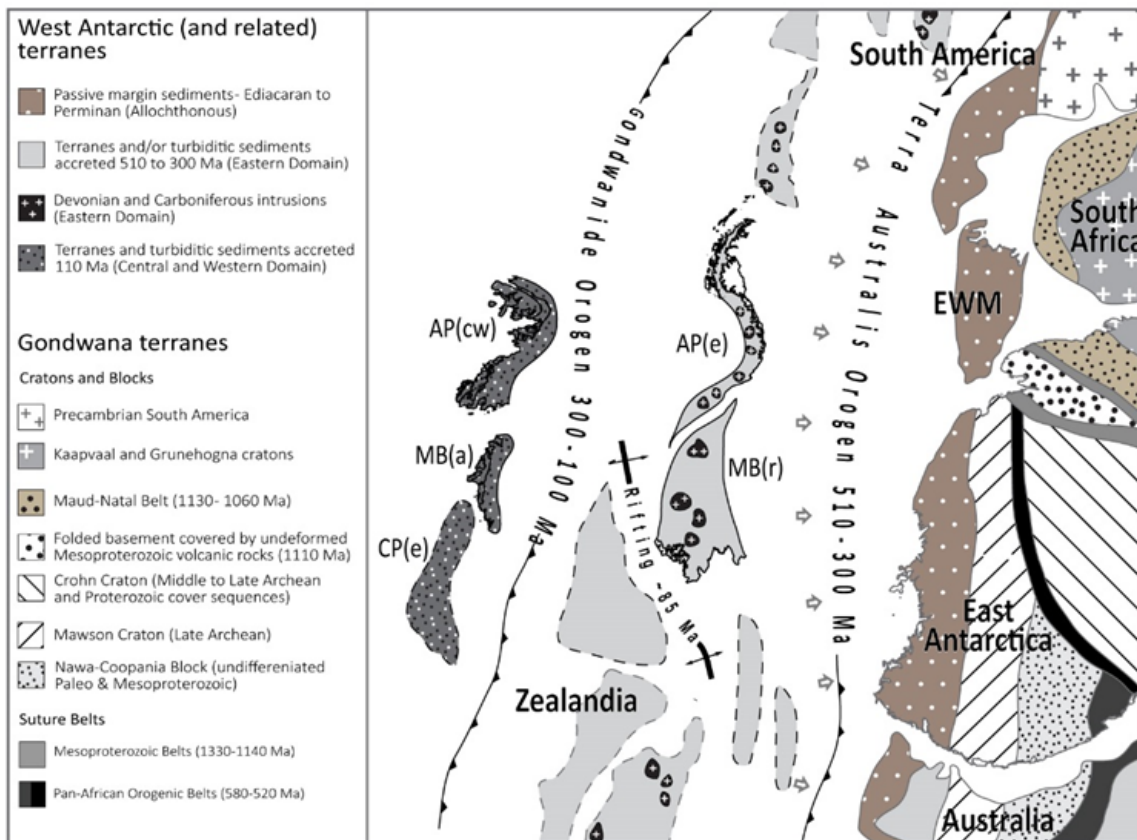 West Antarctic (and related)
terranes
Passive margin sediments- Ediacaran to
Perminan (Allochthonous)
Terranes and/or turbiditic sediments
accreted 510 to 300 Ma (Eastern Domain)
Devonian and Carboniferous intrusions
(Eastern Domain)
Terranes and turbiditic sediments accreted
110 Ma (Central and Western Domain)
Gondwana terranes
Cratons and Blocks
Precambrian South America
Kaapvaal and Grunehogna cratons
Maud-Natal Belt (1130- 1060 Ma)
Folded basement covered by undeformed
Mesoproterozoic volcanic rocks (1110 Ma)
Crohn Craton (Middle to Late Archean
and Proterozoic cover sequences)
Mawson Craton (Late Archean)
Nawa-Coopania Block (undiffereniated
Paleo & Mesoproterozoic)
Suture Belts
Mesoproterozoic Belts (1330-1140 Ma)
Pan-African Orogenic Belts (580-520 Ma)
South America
Gondwanide Orogen 300-100 Ma
Terra Australis Orogen 510-300 Ma
South
Africa
EWM
AP(cw)
AP(e)
MB(a)
MB(r)
CP(e)
Rifting ~85 Ma
East
Antarctica
Zealandia
Australia